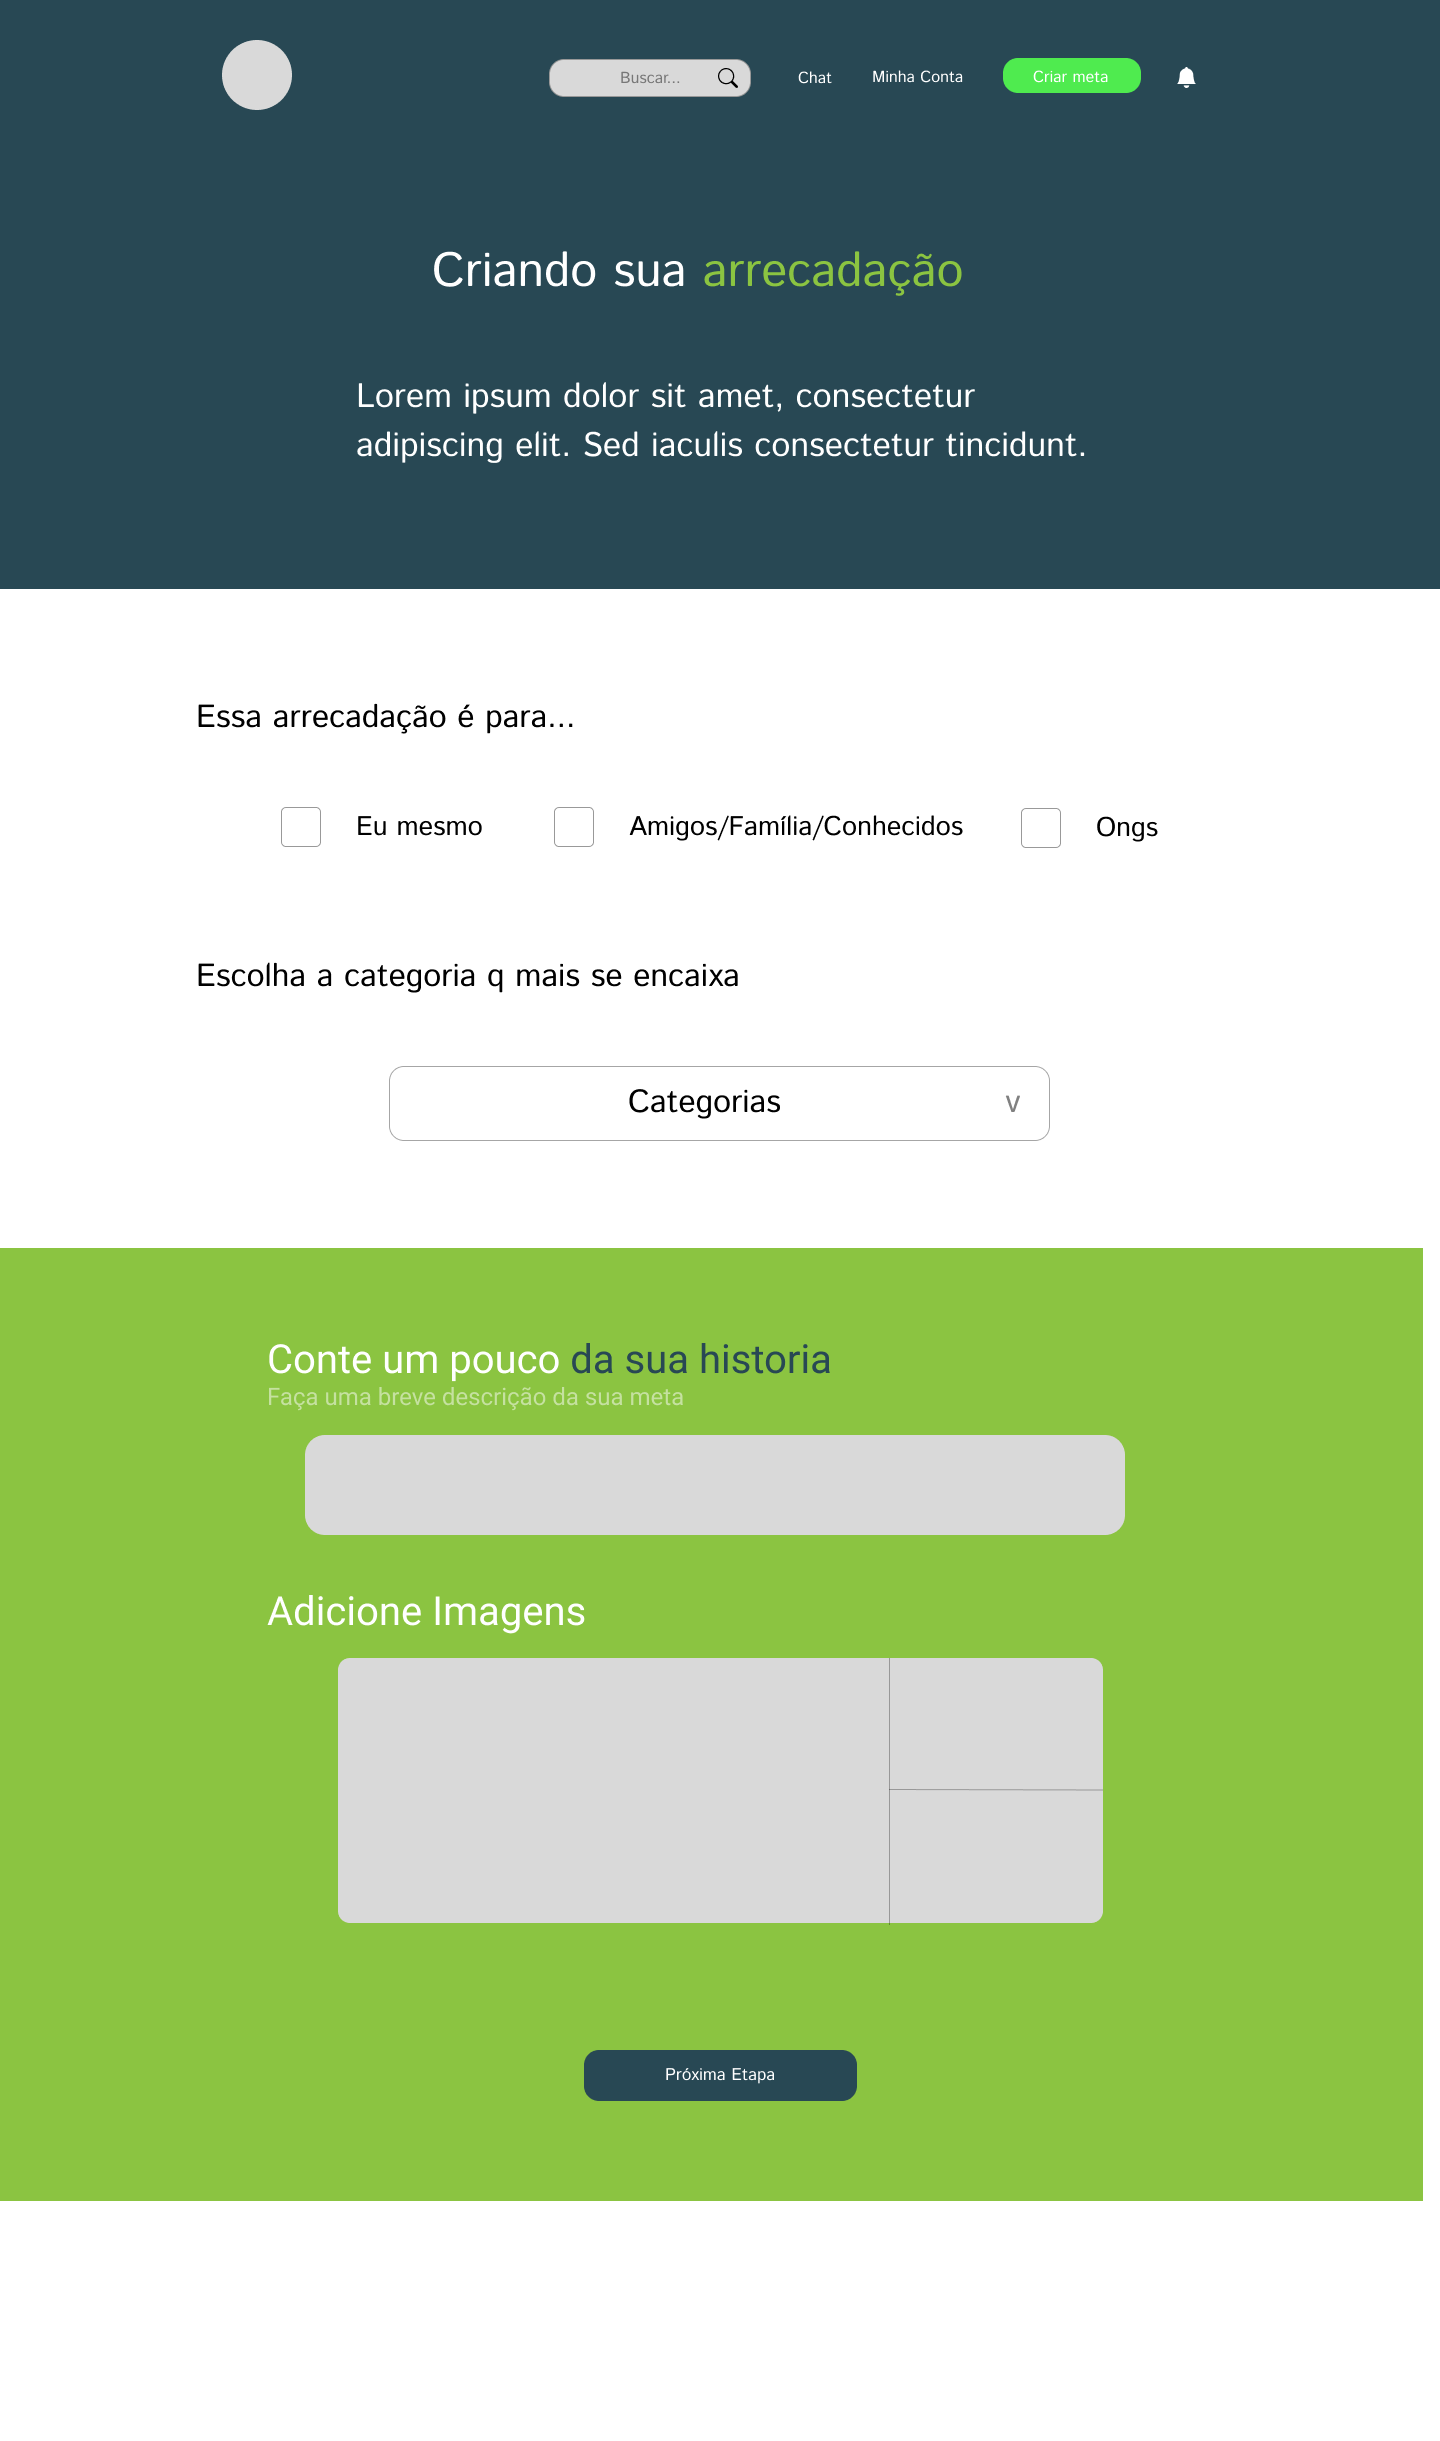 Buscar... Chat Minha Conta Criar meta
Criando sua arrecadação
Lorem ipsum dolor sit amet, consectetur
adipiscing elit. Sed iaculis consectetur tincidunt.
Essa arrecadação é para...
Eu mesmo Amigos/Família/Conhecidos Ongs
Escolha a categoria q mais se encaixa
Categorias v
Conte um pouco da sua historia
Faça uma breve descrição da sua meta
Adicione Imagens
Próxima Etapa